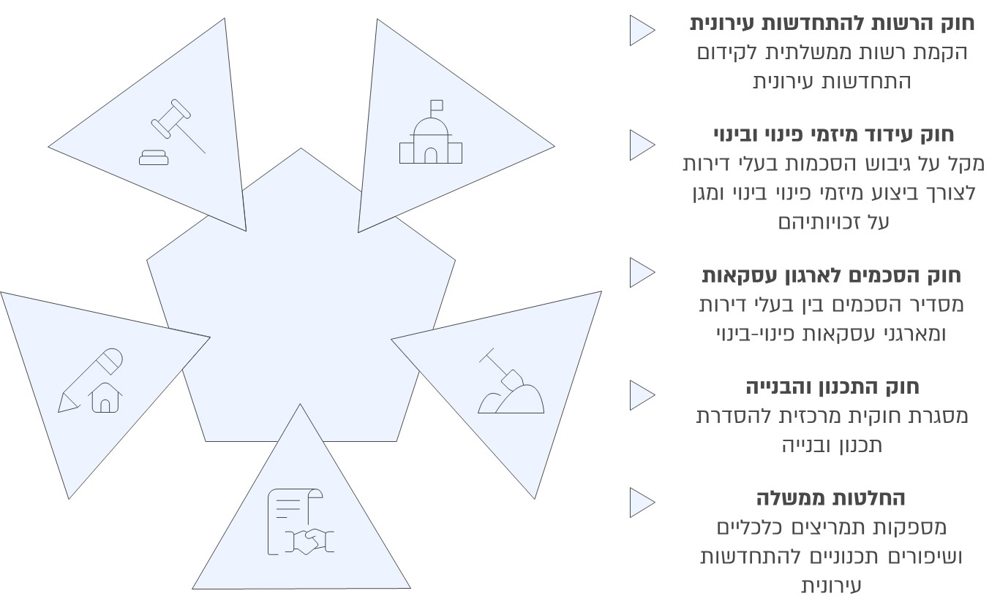 חוק הרשות להתחדשות עירונית
הקמת רשות ממשלתית לקידום
התחדשות עירונית
חוק עידוד מיזמי פינוי ובינוי
מקל על גיבוש הסכמות בעלי דירות
לצורך ביצוע מיזמי פינוי בינוי ומגן
על זכויותיהם
חוק הסכמים לארגון עסקאות
מסדיר הסכמים בין בעלי דירות
ומארגני עסקאות פינוי-בינוי
חוק התכנון והבנייה
מסגרת חוקית מרכזית להסדרת
תכנון ובנייה
החלטות ממשלה
מספקות תמריצים כלכליים
ושיפורים תכנוניים להתחדשות
עירונית